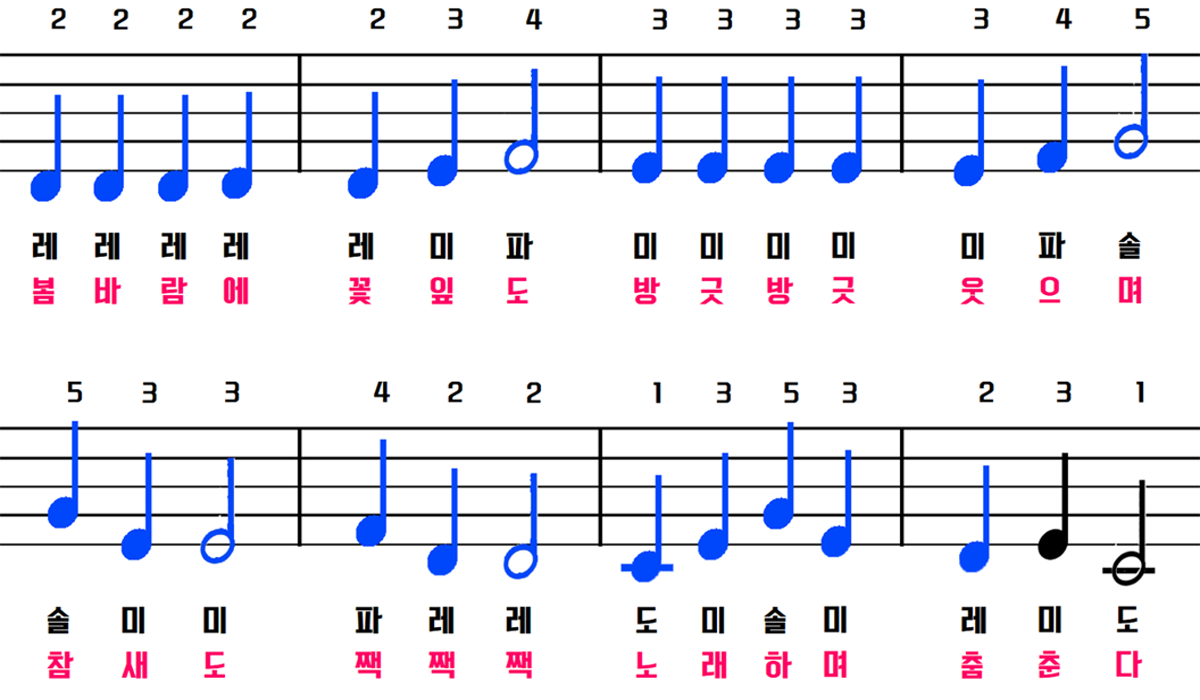 2 2 2 2 2 3 4 3 3 3 3 3 4 5
레 레 레 레 레 미 파 미 미 미 미 미 파 솔
봄 바 람 에 꽃 잎 도 방 긋 방 긋 웃 으 며
5 3 3 4 2 2 1 3 5 3 2 3 1
솔 미 미 파 레 레 도 미 솔 미 레 미 도
참 새 도 짹 짹 짹 노 래 하 며 춤 춘 다